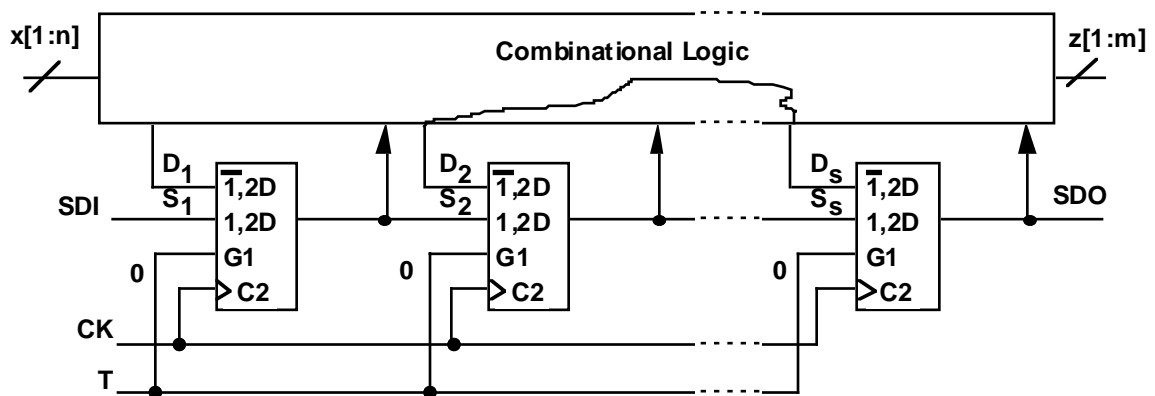 x[1:n]
Combinational Logic
z[1:m]
D1
1,2D
D2
1,2D
Ds
1,2D
SDI
S1
1,2D
S2
1,2D
Ss
1,2D
SDO
0
G1
0
G1
0
G1
C2
C2
C2
CK
T